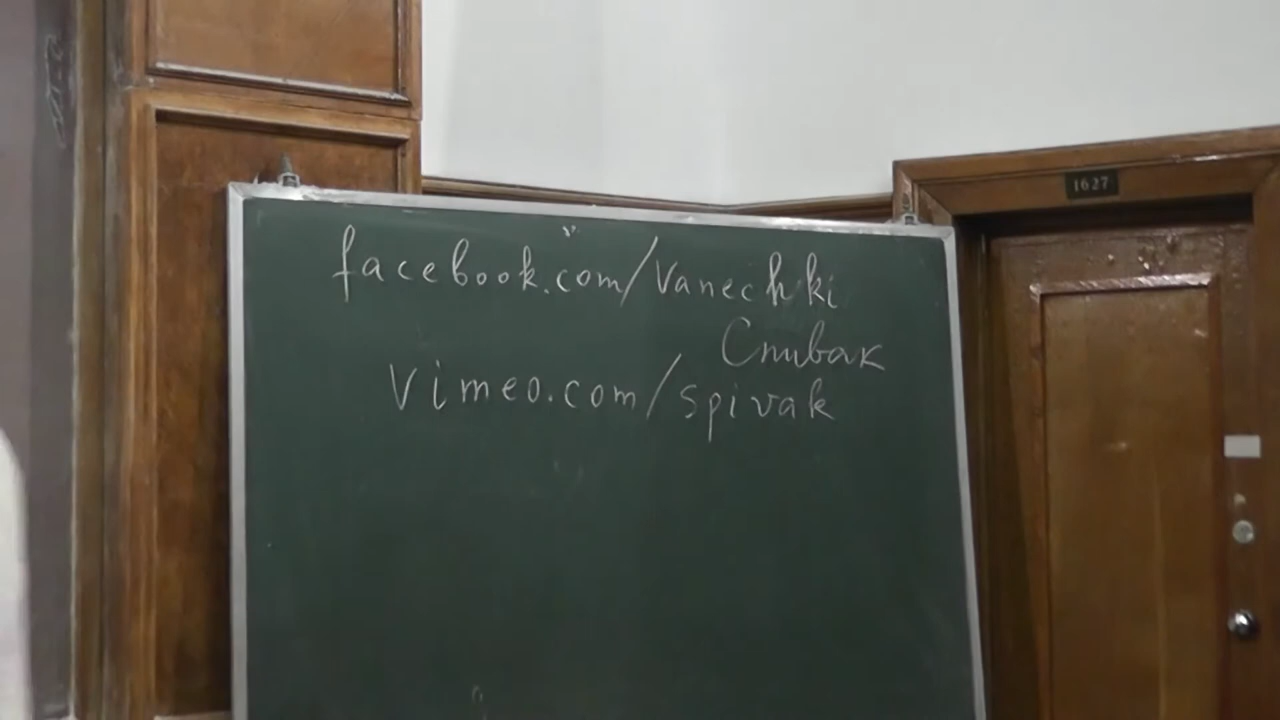 1627
facebook.com/vanechki
Спивак
vimeo.com/spivak